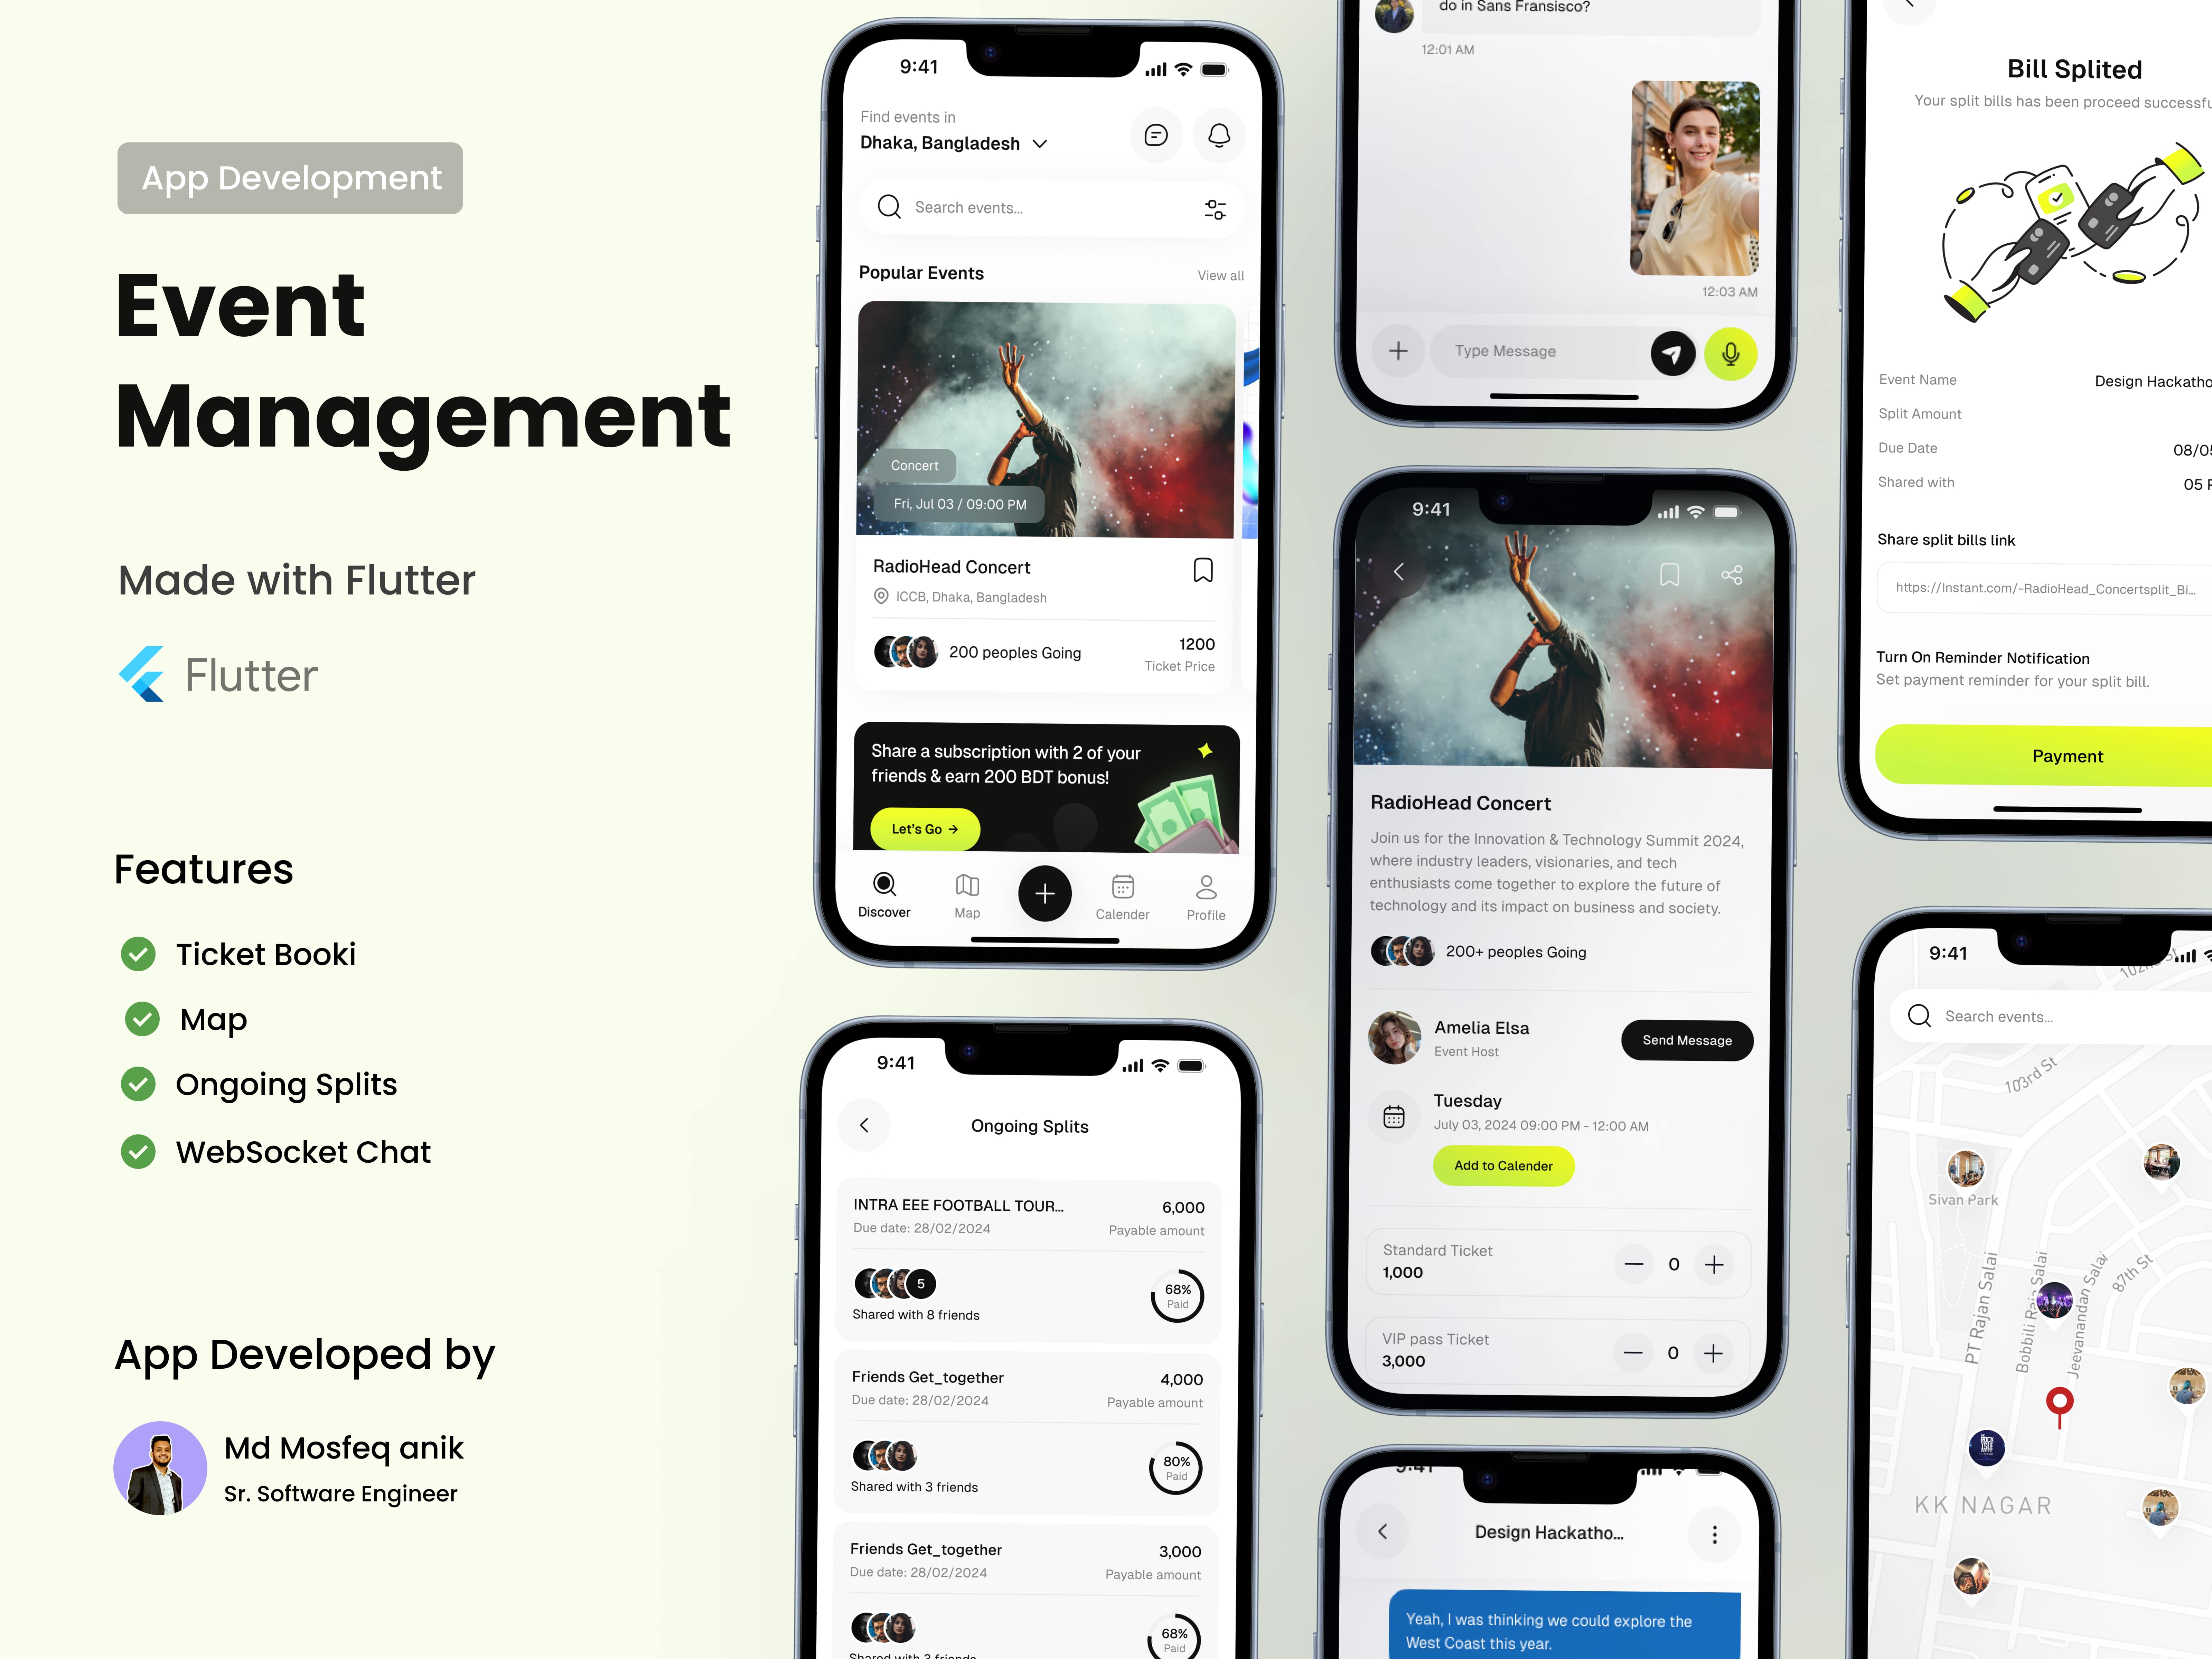 App Development
Event
Management
Made with Flutter
Flutter
Features
Ticket Booki
Map
Ongoing Splits
WebSocket Chat
App Developed by
Md Mosfeq anik
Sr. Software Engineer
9:41
Find events in
Dhaka, Bangladesh
Search events...
Popular Events
View all
Concert
Fri, Jul 03 / 09:00 PM
RadioHead Concert
ICCB, Dhaka, Bangladesh
200 peoples Going
1200
Ticket Price
Share a subscription with 2 of your
friends & earn 200 BDT bonus!
Let's Go →
Discover
Map
Calender
Profile
9:41
Ongoing Splits
INTRA EEE FOOTBALL TOUR...
6,000
Due date: 28/02/2024
Payable amount
5
68%
Paid
Shared with 8 friends
Friends Get_together
4,000
Due date: 28/02/2024
Payable amount
80%
Paid
Shared with 3 friends
Friends Get_together
3,000
Due date: 28/02/2024
Payable amount
68%
Paid
Shared with 3 friends
do in Sans Fransisco?
12:01 AM
12:03 AM
Type Message
9:41
RadioHead Concert
Join us for the Innovation & Technology Summit 2024,
where industry leaders, visionaries, and tech
enthusiasts come together to explore the future of
technology and its impact on business and society.
200+ peoples Going
Amelia Elsa
Event Host
Send Message
Tuesday
July 03, 2024 09:00 PM - 12:00 AM
Add to Calender
Standard Ticket
1,000
0
VIP pass Ticket
3,000
0
9:41
Design Hackatho...
Yeah, I was thinking we could explore the
West Coast this year.
Bill Splited
Your split bills has been proceed successfu
Event Name
Design Hackatho
Split Amount
Due Date
08/05
Shared with
05 P
Share split bills link
https://Instant.com/-RadioHead_Concertsplit_Bi...
Turn On Reminder Notification
Set payment reminder for your split bill.
Payment
9:41
Search events...
103rd St
Sivan Park
PT Rajan Salai
Bobbili Raja Salai
Jeevanandan Salai
87th St
KK NAGAR